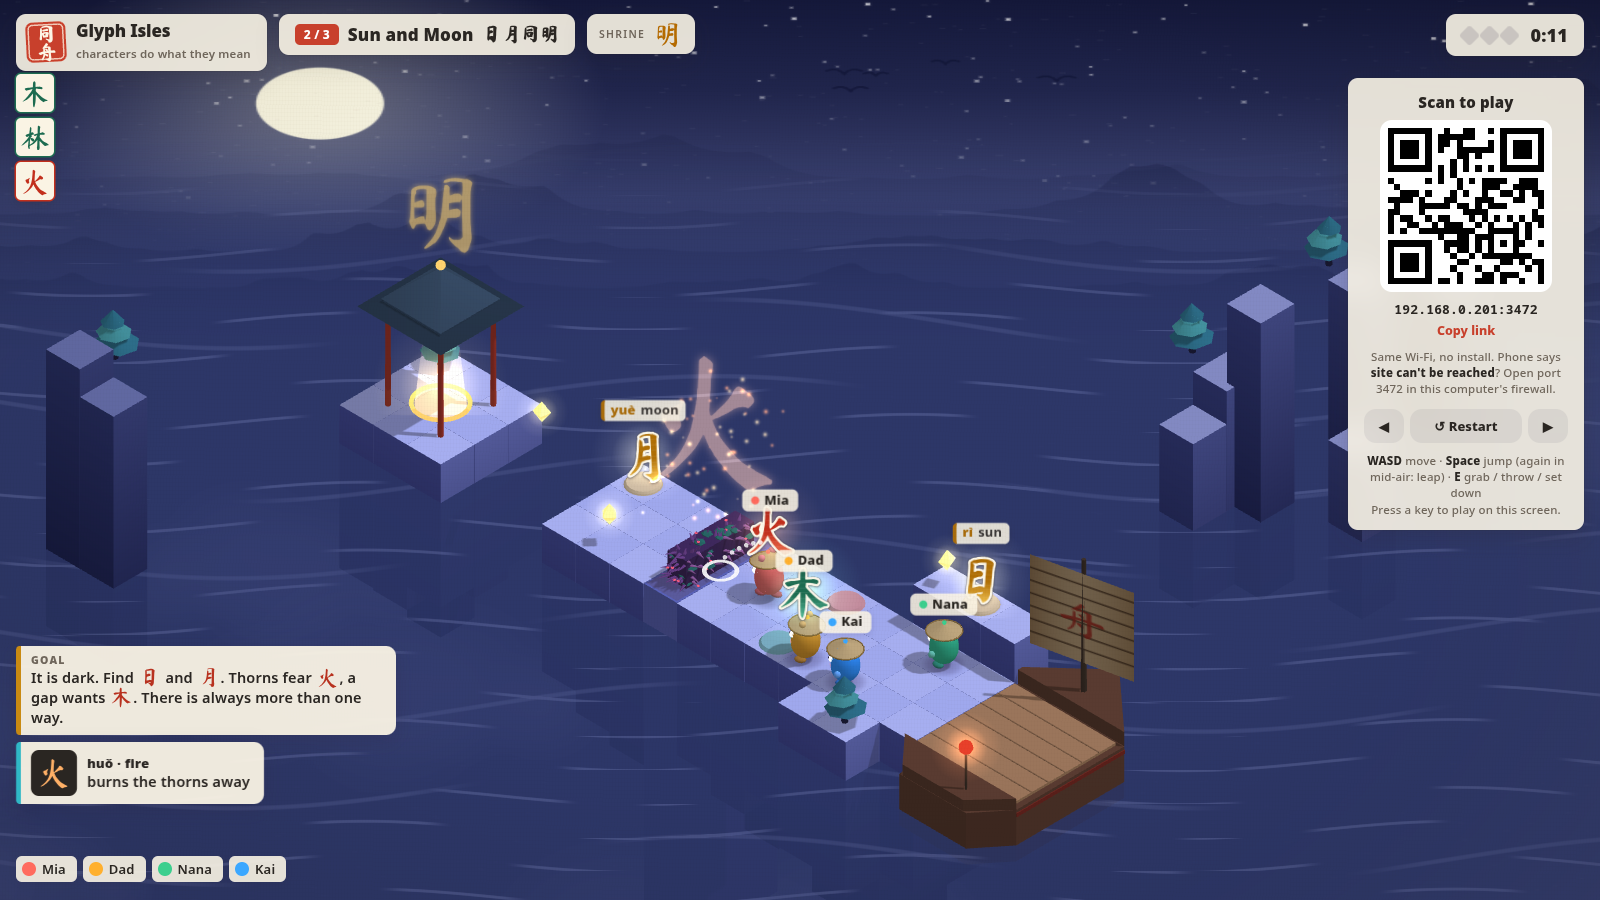 同舟
Glyph Isles
characters do what they mean
2 / 3 Sun and Moon 日月同明
SHRINE 明
0:11
木
林
火
明
Scan to play
192.168.0.201:3472
Copy link
Same Wi-Fi, no install. Phone says
site can't be reached? Open port
3472 in this computer's firewall.
◀ ↺ Restart ▶
WASD move · Space jump (again in
mid-air: leap) · E grab / throw / set
down
Press a key to play on this screen.
火
yuè moon
月
Mia
火
Dad
木
Kai
rì sun
日
Nana
舟
GOAL
It is dark. Find 日 and 月. Thorns fear 火, a
gap wants 木. There is always more than one
way.
火
huǒ · fire
burns the thorns away
Mia Dad Nana Kai